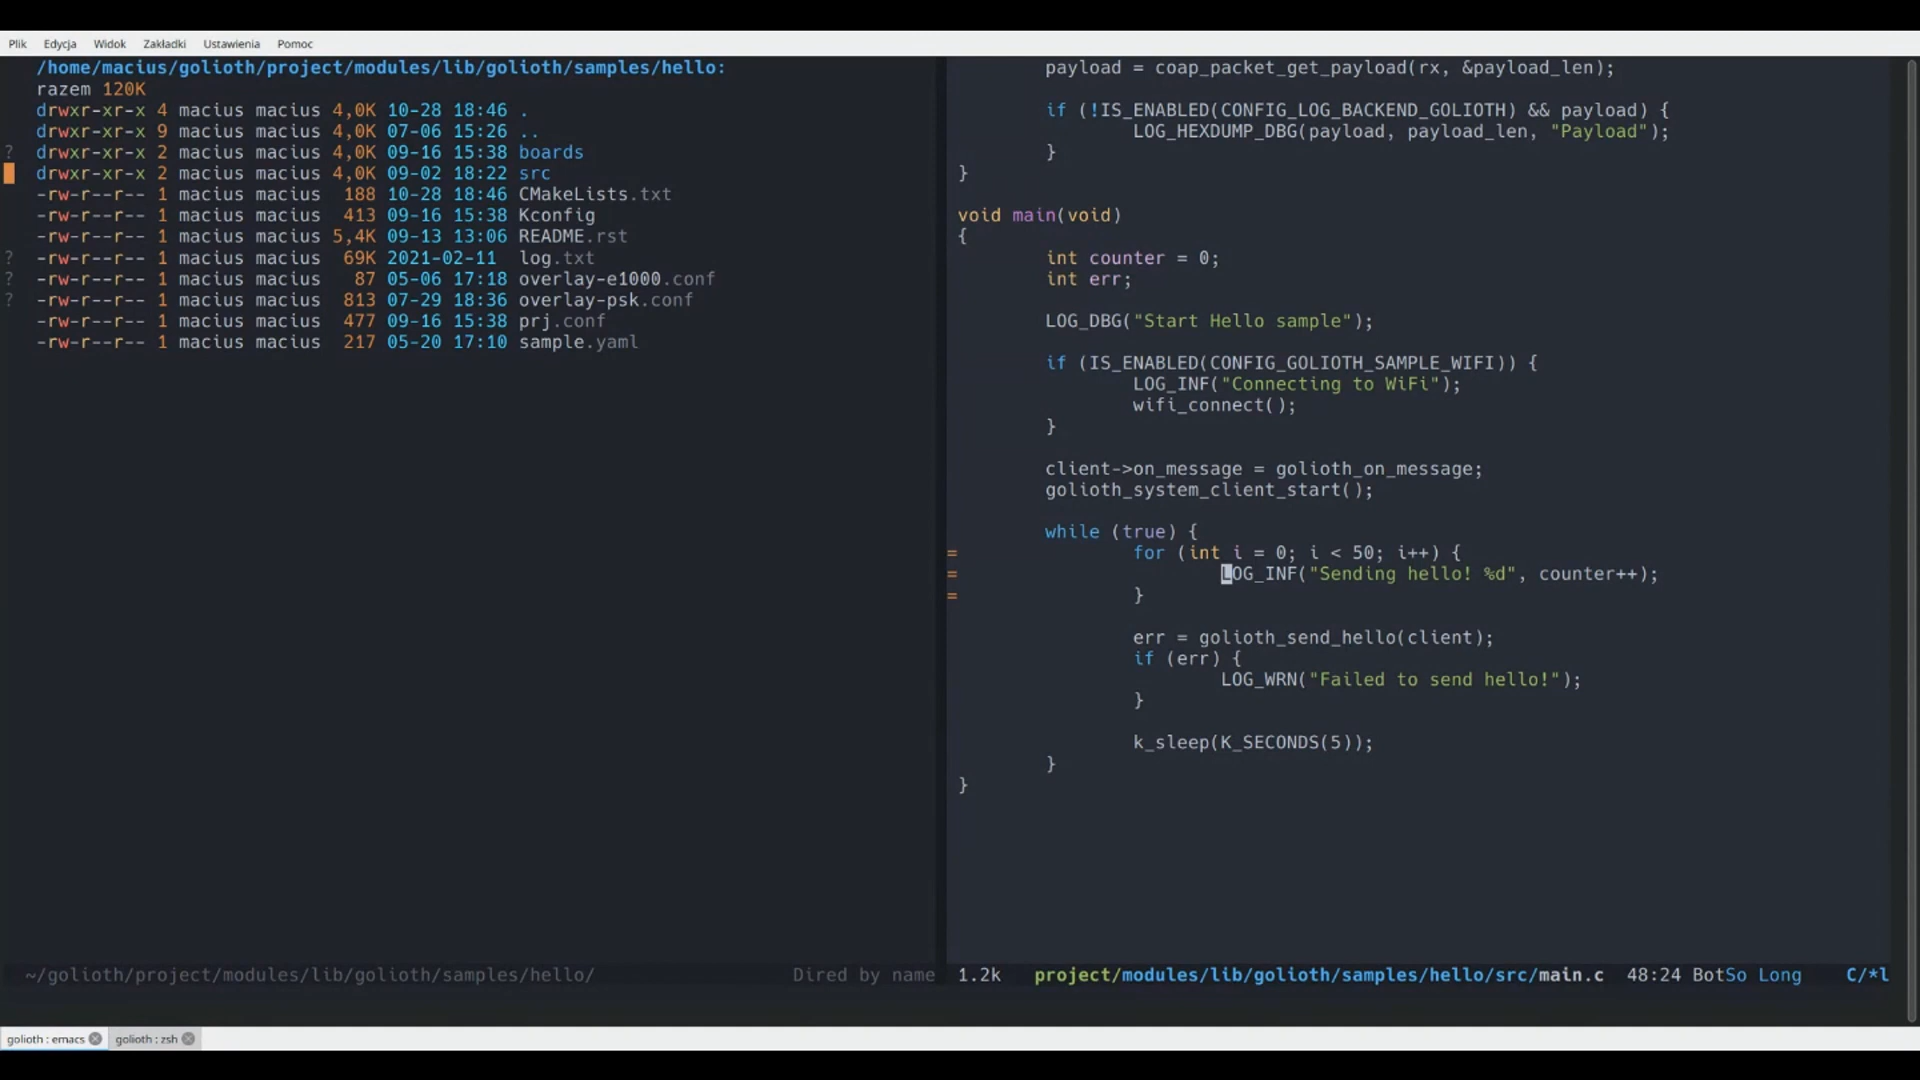 Plik Edycja Widok Zakładki Ustawienia Pomoc
/home/macius/golioth/project/modules/lib/golioth/samples/hello:
razem 120K
drwxr-xr-x 4 macius macius 4,0K 10-28 18:46 .
drwxr-xr-x 9 macius macius 4,0K 07-06 15:26 ..
? drwxr-xr-x 2 macius macius 4,0K 09-16 15:38 boards
drwxr-xr-x 2 macius macius 4,0K 09-02 18:22 src
-rw-r--r-- 1 macius macius 188 10-28 18:46 CMakeLists.txt
-rw-r--r-- 1 macius macius 413 09-16 15:38 Kconfig
-rw-r--r-- 1 macius macius 5,4K 09-13 13:06 README.rst
? -rw-r--r-- 1 macius macius 69K 2021-02-11 log.txt
? -rw-r--r-- 1 macius macius 87 05-06 17:18 overlay-e1000.conf
? -rw-r--r-- 1 macius macius 813 07-29 18:36 overlay-psk.conf
-rw-r--r-- 1 macius macius 477 09-16 15:38 prj.conf
-rw-r--r-- 1 macius macius 217 05-20 17:10 sample.yaml
~/golioth/project/modules/lib/golioth/samples/hello/ Dired by name
payload = coap_packet_get_payload(rx, &payload_len);
if (!IS_ENABLED(CONFIG_LOG_BACKEND_GOLIOTH) && payload) {
LOG_HEXDUMP_DBG(payload, payload_len, "Payload");
}
}
void main(void)
{
int counter = 0;
int err;
LOG_DBG("Start Hello sample");
if (IS_ENABLED(CONFIG_GOLIOTH_SAMPLE_WIFI)) {
LOG_INF("Connecting to WiFi");
wifi_connect();
}
client->on_message = golioth_on_message;
golioth_system_client_start();
while (true) {
= for (int i = 0; i < 50; i++) {
= LOG_INF("Sending hello! %d", counter++);
= }
err = golioth_send_hello(client);
if (err) {
LOG_WRN("Failed to send hello!");
}
k_sleep(K_SECONDS(5));
}
}
1.2k project/modules/lib/golioth/samples/hello/src/main.c 48:24 BotSo Long C/*l
golioth : emacs golioth : zsh